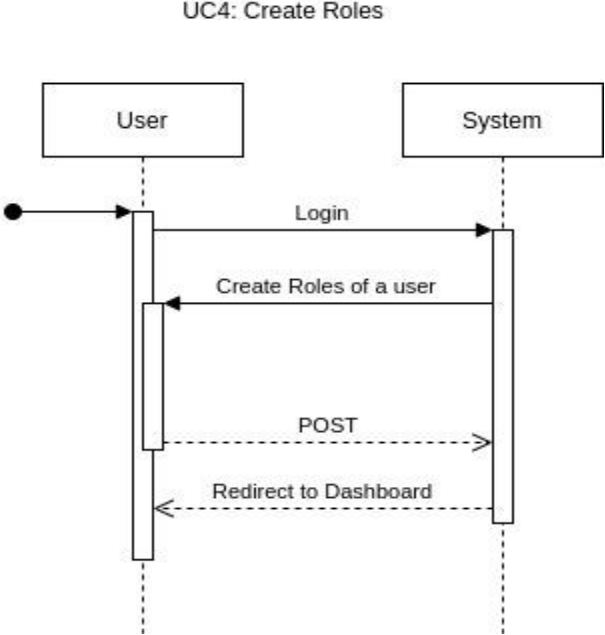 UC4: Create Roles
User
System
Login
Create Roles of a user
POST
Redirect to Dashboard